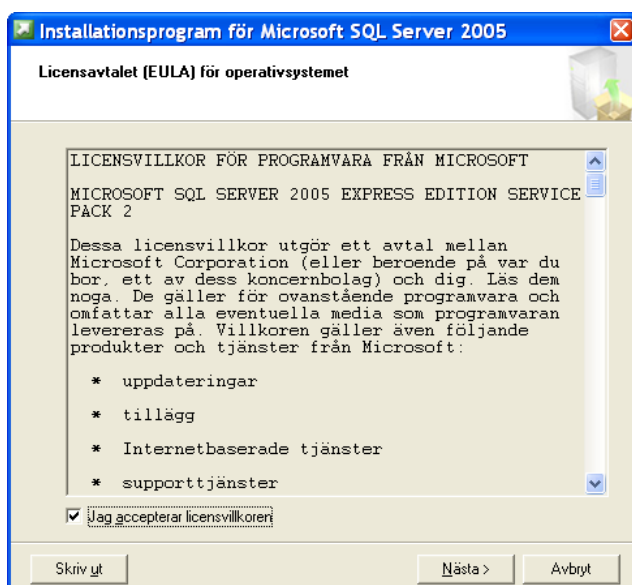 Installationsprogram för Microsoft SQL Server 2005
Licensavtalet (EULA) för operativsystemet
LICENSVILLKOR FÖR PROGRAMVARA FRÅN MICROSOFT
MICROSOFT SQL SERVER 2005 EXPRESS EDITION SERVICE
PACK 2
Dessa licensvillkor utgör ett avtal mellan
Microsoft Corporation (eller beroende på var du
bor, ett av dess koncernbolag) och dig. Läs dem
noga. De gäller för ovanstående programvara och
omfattar alla eventuella media som programvaran
levereras på. Villkoren gäller även följande
produkter och tjänster från Microsoft:
* uppdateringar
* tillägg
* Internetbaserade tjänster
* supporttjänster
Jag accepterar licensvillkoren
Skriv ut
Nästa >
Avbryt